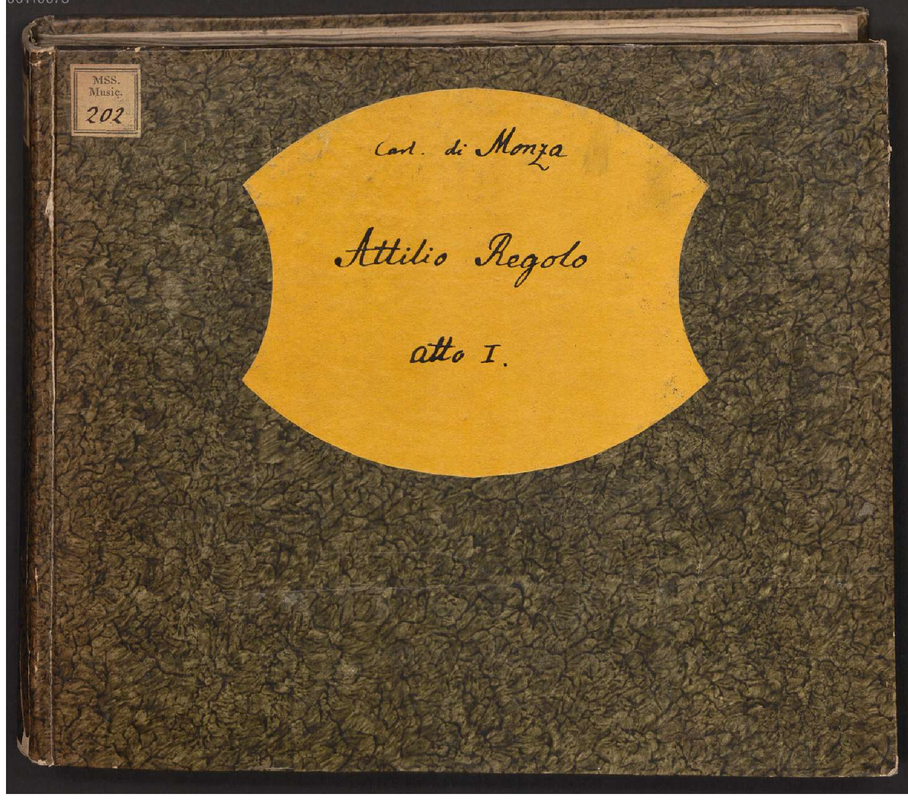 MSS.
Music.
202
Carl. di Monza
Attilio Regolo
atto I.